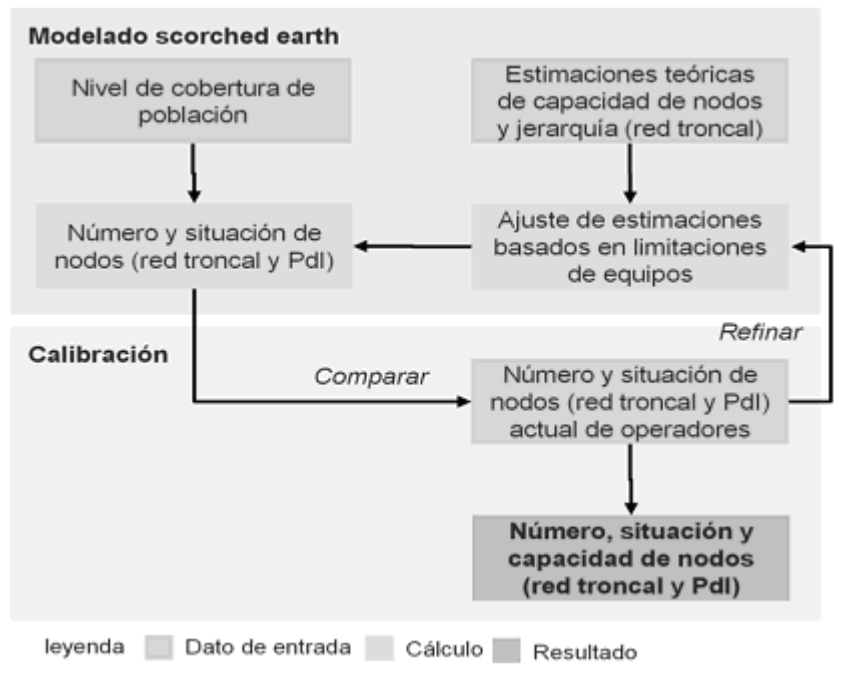 Modelado scorched earth
Nivel de cobertura de
población
Estimaciones teóricas
de capacidad de nodos
y jerarquía (red troncal)
Número y situación de
nodos (red troncal y PdI)
Ajuste de estimaciones
basados en limitaciones
de equipos
Refinar
Calibración
Comparar
Número y situación de
nodos (red troncal y PdI)
actual de operadores
Número, situación y
capacidad de nodos
(red troncal y PdI)
leyenda Dato de entrada Cálculo Resultado